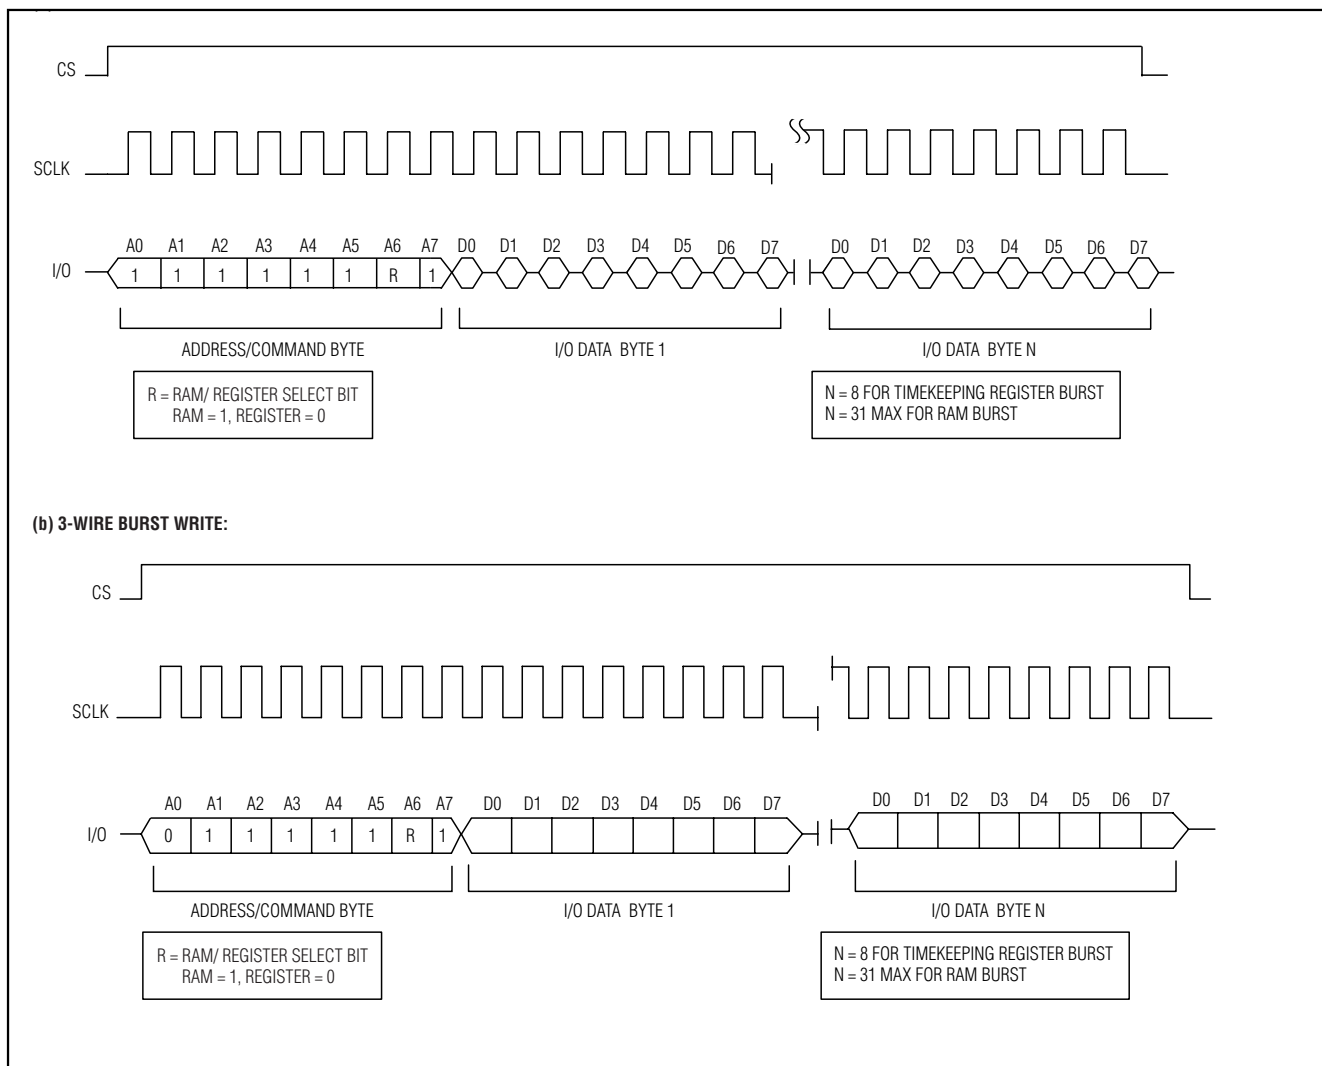 CS
SCLK
A0 A1 A2 A3 A4 A5 A6 A7 D0 D1 D2 D3 D4 D5 D6 D7 D0 D1 D2 D3 D4 D5 D6 D7
I/O 1 1 1 1 1 1 R 1
ADDRESS/COMMAND BYTE I/O DATA BYTE 1 I/O DATA BYTE N
R = RAM/ REGISTER SELECT BIT
RAM = 1, REGISTER = 0
N = 8 FOR TIMEKEEPING REGISTER BURST
N = 31 MAX FOR RAM BURST
(b) 3-WIRE BURST WRITE:
CS
SCLK
A0 A1 A2 A3 A4 A5 A6 A7 D0 D1 D2 D3 D4 D5 D6 D7 D0 D1 D2 D3 D4 D5 D6 D7
I/O 0 1 1 1 1 1 R 1
ADDRESS/COMMAND BYTE I/O DATA BYTE 1 I/O DATA BYTE N
R = RAM/ REGISTER SELECT BIT
RAM = 1, REGISTER = 0
N = 8 FOR TIMEKEEPING REGISTER BURST
N = 31 MAX FOR RAM BURST